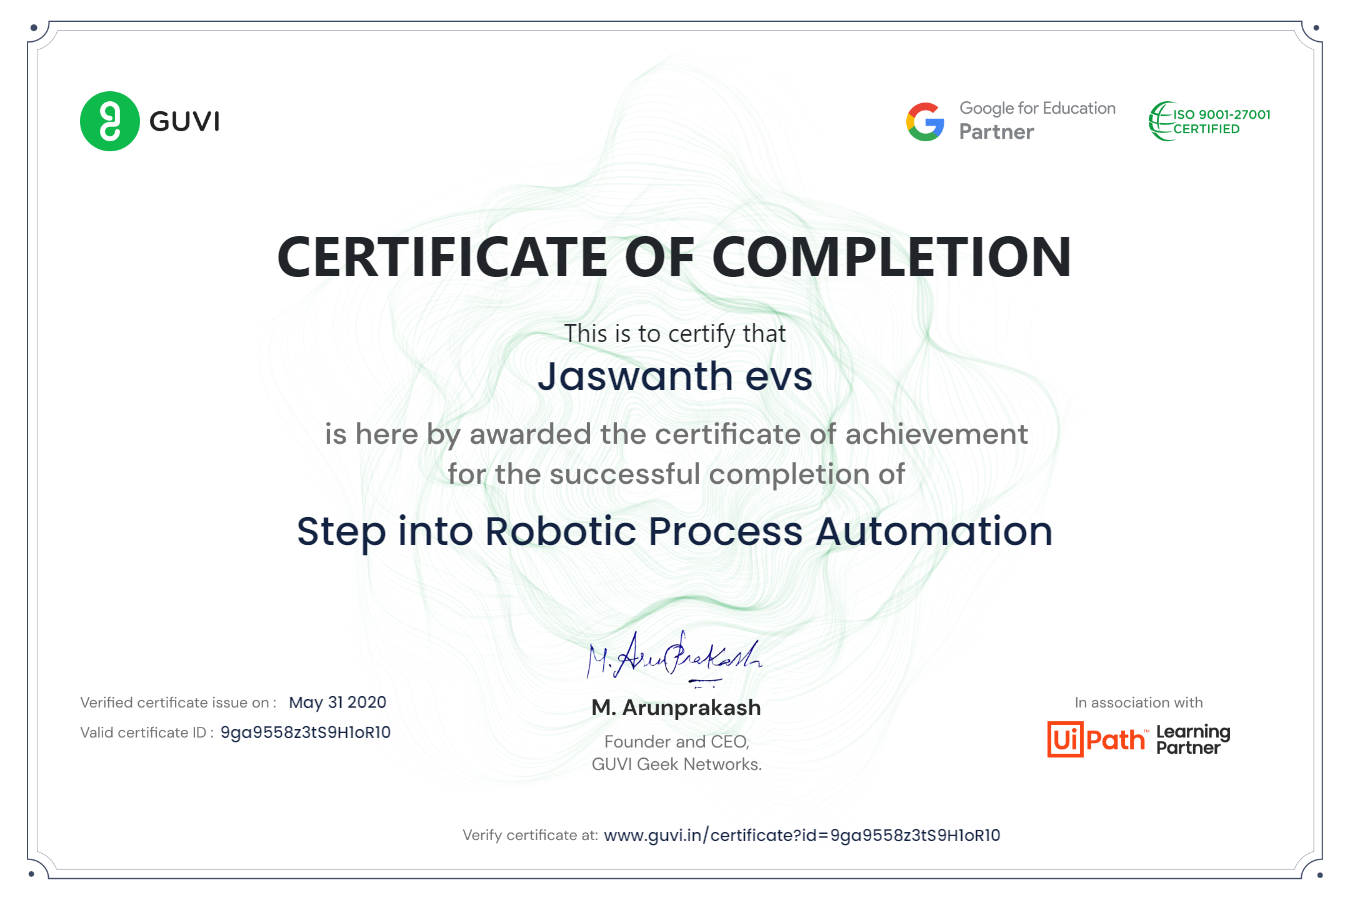 GUVI
Google for Education
Partner
ISO 9001-27001
CERTIFIED
CERTIFICATE OF COMPLETION
This is to certify that
Jaswanth evs
is here by awarded the certificate of achievement
for the successful completion of
Step into Robotic Process Automation
M. ArunPrakash
M. Arunprakash
Founder and CEO,
GUVI Geek Networks.
Verified certificate issue on : May 31 2020
Valid certificate ID : 9ga9558z3tS9H1oR10
In association with
UiPath™ Learning
Partner
Verify certificate at: www.guvi.in/certificate?id=9ga9558z3tS9H1oR10